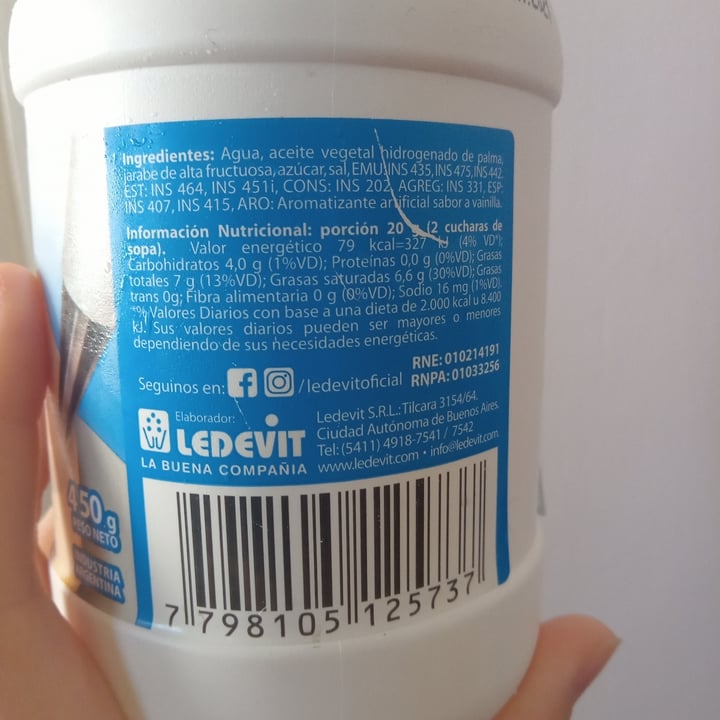 Ingredientes: Agua, aceite vegetal hidrogenado de palma,
jarabe de alta fructuosa, azúcar, sal, EMU: INS 435, INS 475, INS 442,
EST: INS 464, INS 451i, CONS: INS 202, AGREG: INS 331, ESP:
INS 407, INS 415, ARO: Aromatizante artificial sabor a vainilla.
Información Nutricional: porción 20 g (2 cucharas de
sopa). Valor energético 79 kcal=327 kJ (4% VD*);
Carbohidratos 4,0 g (1%VD); Proteínas 0,0 g (0%VD); Grasas
totales 7 g (13%VD); Grasas saturadas 6,6 g (30%VD); Grasas
trans 0g; Fibra alimentaria 0 g (0%VD); Sodio 16 mg (1%VD).
*% Valores Diarios con base a una dieta de 2.000 kcal u 8.400
kJ. Sus valores diarios pueden ser mayores o menores
dependiendo de sus necesidades energéticas.
RNE: 010214191
RNPA: 01033256
Seguinos en: /ledevitoficial
Elaborador:
LEDEVIT
LA BUENA COMPAÑIA
Ledevit S.R.L.: Tilcara 3154/64.
Ciudad Autónoma de Buenos Aires.
Tel: (5411) 4918-7541 / 7542
www.ledevit.com • info@ledevit.com
450 g
PESO NETO
INDUSTRIA
ARGENTINA
7 798105 125737